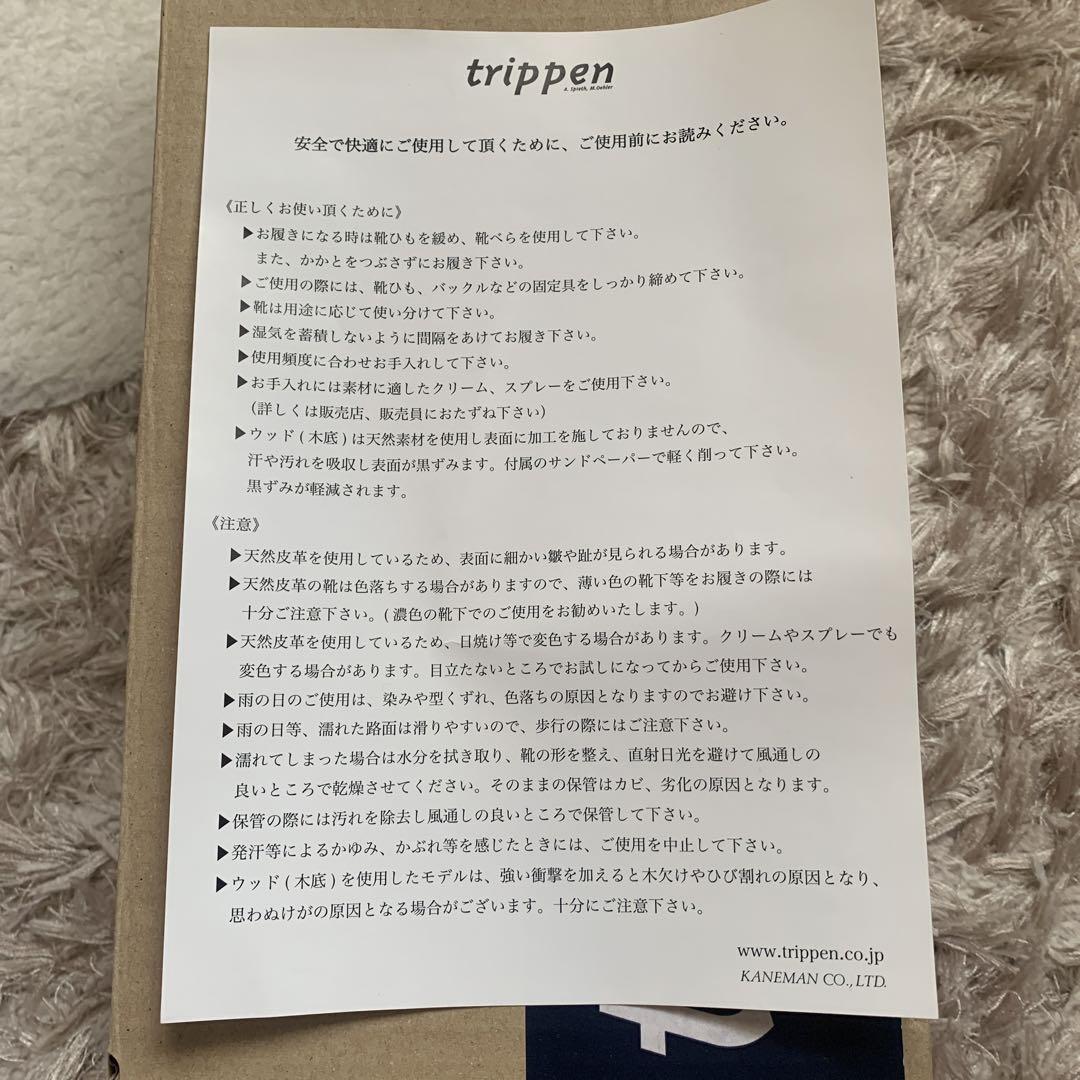 trippen
A. Spieth, M.Oehler
安全で快適にご使用して頂くために、ご使用前にお読みください。
《正しくお使い頂くために》
▶お履きになる時は靴ひもを緩め、靴べらを使用して下さい。
また、かかとをつぶさずにお履き下さい。
▶ご使用の際には、靴ひも、バックルなどの固定具をしっかり締めて下さい。
▶靴は用途に応じて使い分けて下さい。
▶湿気を蓄積しないように間隔をあけてお履き下さい。
▶使用頻度に合わせお手入れして下さい。
▶お手入れには素材に適したクリーム、スプレーをご使用下さい。
（詳しくは販売店、販売員におたずね下さい）
▶ウッド ( 木底 ) は天然素材を使用し表面に加工を施しておりませんので、
汗や汚れを吸収し表面が黒ずみます。付属のサンドペーパーで軽く削って下さい。
黒ずみが軽減されます。
《注意》
▶天然皮革を使用しているため、表面に細かい皺や趾が見られる場合があります。
▶天然皮革の靴は色落ちする場合がありますので、薄い色の靴下等をお履きの際には
十分ご注意下さい。( 濃色の靴下でのご使用をお勧めいたします。)
▶天然皮革を使用しているため、日焼け等で変色する場合があります。クリームやスプレーでも
変色する場合があります。目立たないところでお試しになってからご使用下さい。
▶雨の日のご使用は、染みや型くずれ、色落ちの原因となりますのでお避け下さい。
▶雨の日等、濡れた路面は滑りやすいので、歩行の際にはご注意下さい。
▶濡れてしまった場合は水分を拭き取り、靴の形を整え、直射日光を避けて風通しの
良いところで乾燥させてください。そのままの保管はカビ、劣化の原因となります。
▶保管の際には汚れを除去し風通しの良いところで保管して下さい。
▶発汗等によるかゆみ、かぶれ等を感じたときには、ご使用を中止して下さい。
▶ウッド ( 木底 ) を使用したモデルは、強い衝撃を加えると木欠けやひび割れの原因となり、
思わぬけがの原因となる場合がございます。十分にご注意下さい。
www.trippen.co.jp
KANEMAN CO., LTD.